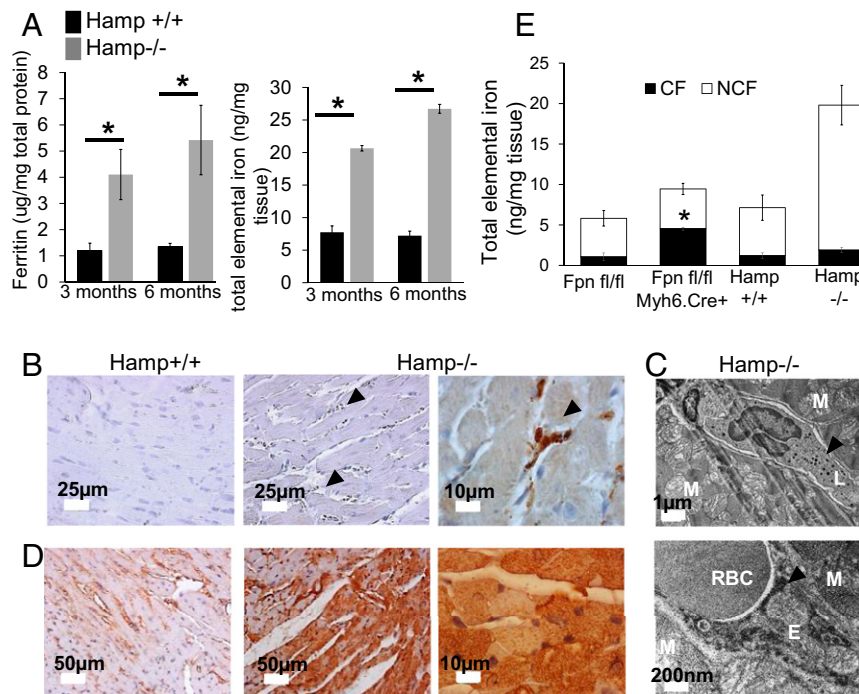 A
Hamp +/+
Hamp-/-
Ferritin (ug/mg total protein)
8
7
6
5
4
3
2
1
0
*
*
3 months
6 months
total elemental iron (ng/mg
tissue)
30
25
20
15
10
5
0
*
*
3 months
6 months
E
Total elemental iron
(ng/mg tissue)
25
20
15
10
5
0
CF
NCF
*
Fpn fl/fl
Fpn fl/fl
Myh6.Cre+
Hamp
+/+
Hamp
-/-
B
Hamp+/+
Hamp-/-
25μm
25μm
10μm
C
Hamp-/-
M
L
M
1μm
RBC
M
E
M
200nm
D
50μm
50μm
10μm